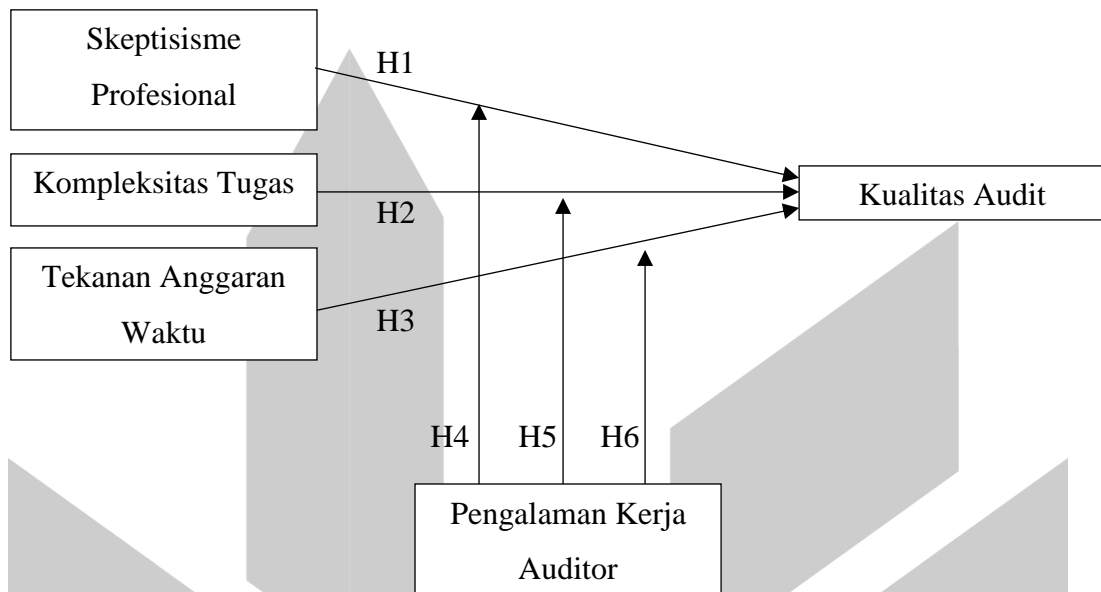 Skeptisisme
Profesional
H1
Kompleksitas Tugas
H2
Kualitas Audit
Tekanan Anggaran
Waktu
H3
H4
H5
H6
Pengalaman Kerja
Auditor